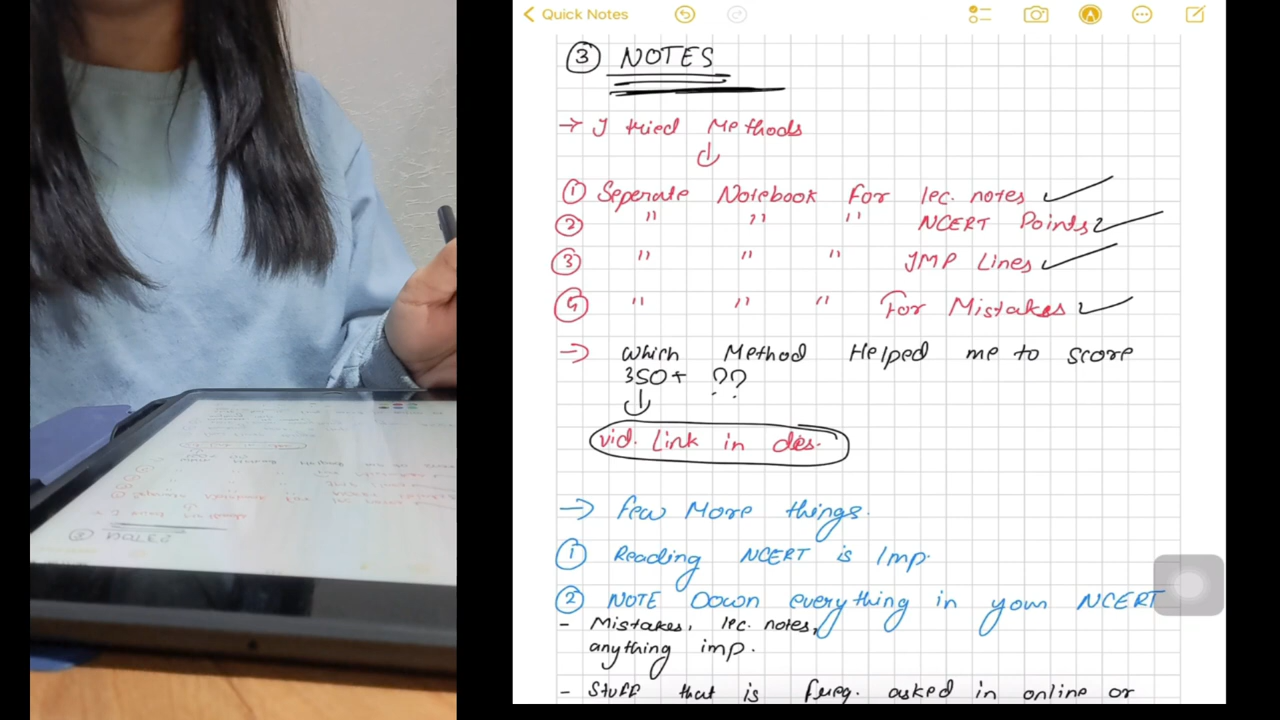 Quick Notes
③ NOTES
→ I tried Methods
① Seperate Notebook For lec. notes
② " " " NCERT Points
③ " " " IMP Lines
④ " " " For Mistakes
→ Which Method Helped me to score
350+ ??
vid. Link in des.
→ Few More things.
① Reading NCERT is Imp.
② NOTE Down everything in your NCERT
- Mistakes, lec. notes,
anything imp.
- Stuff that is freq. asked in online or